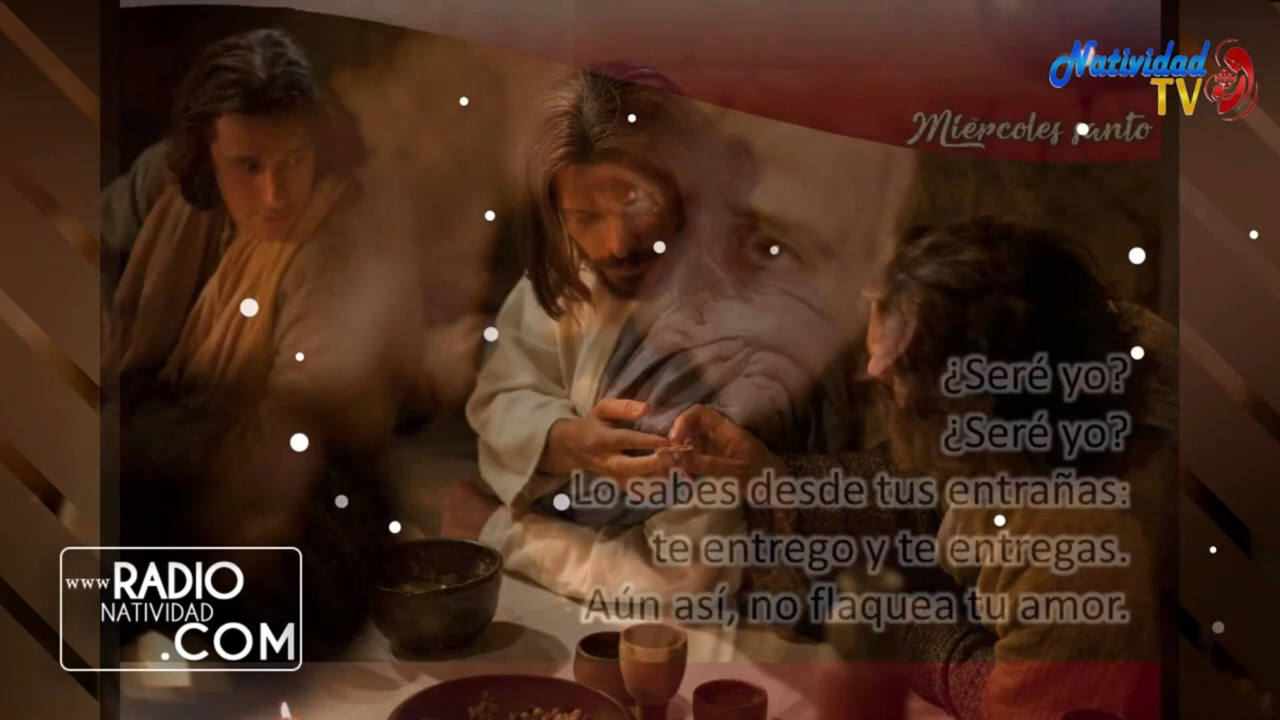 Natividad
TV
Miércoles santo
¿Seré yo?
¿Seré yo?
Lo sabes desde tus entrañas:
te entrego y te entregas.
Aún así, no flaquea tu amor.
www RADIO
NATIVIDAD
.COM